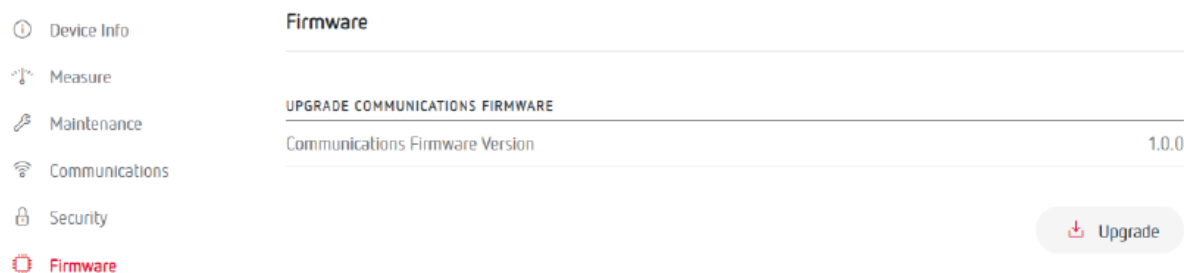 Device Info
Measure
Maintenance
Communications
Security
Firmware
Firmware
UPGRADE COMMUNICATIONS FIRMWARE
Communications Firmware Version 1.0.0
Upgrade